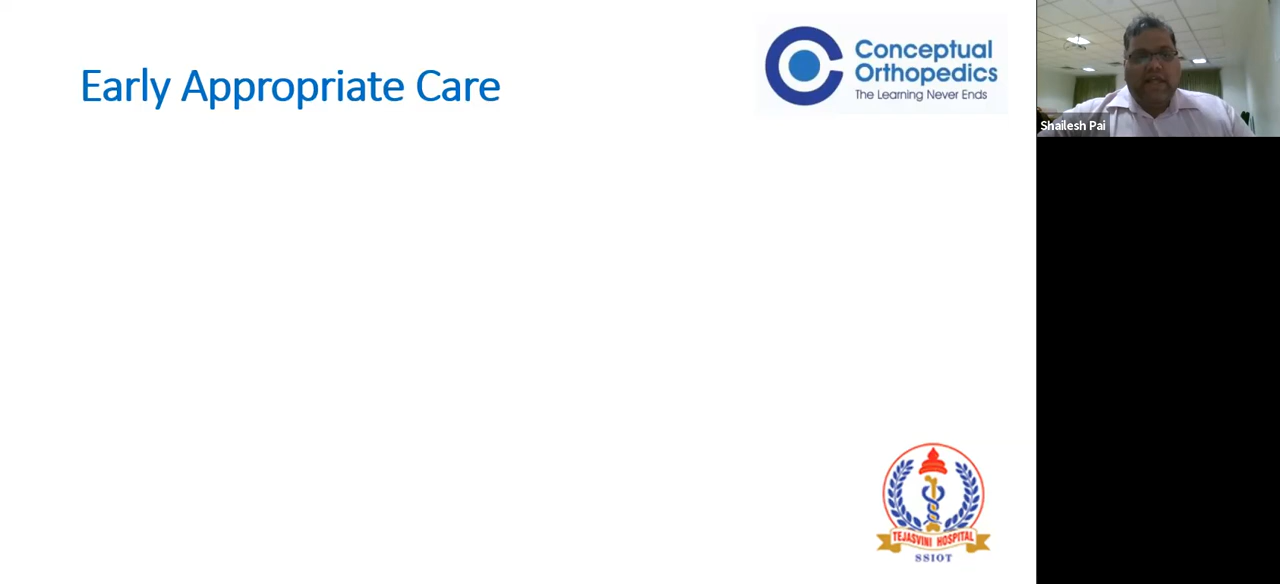 Early Appropriate Care
Conceptual
Orthopedics
The Learning Never Ends
Shailesh Pai
TEJASVINI HOSPITAL
SSIOT